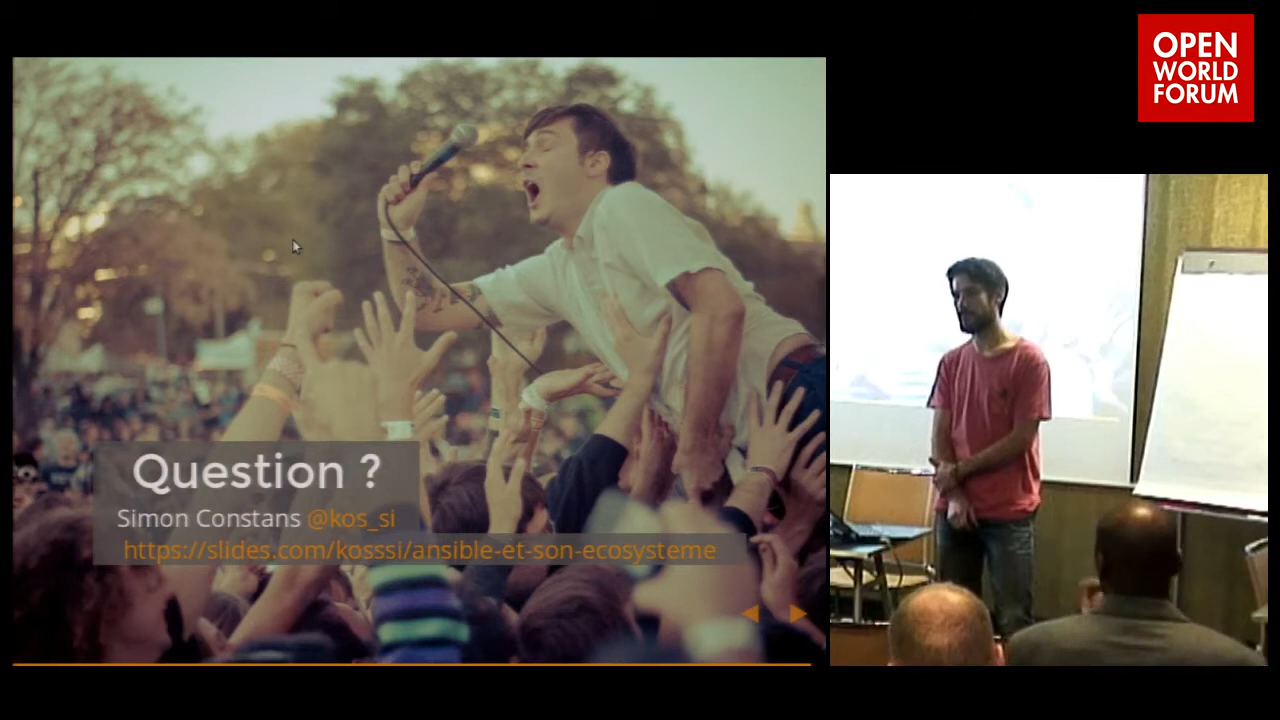 OPEN
WORLD
FORUM
Question ?
Simon Constans @kos_si
https://slides.com/kosssi/ansible-et-son-ecosysteme